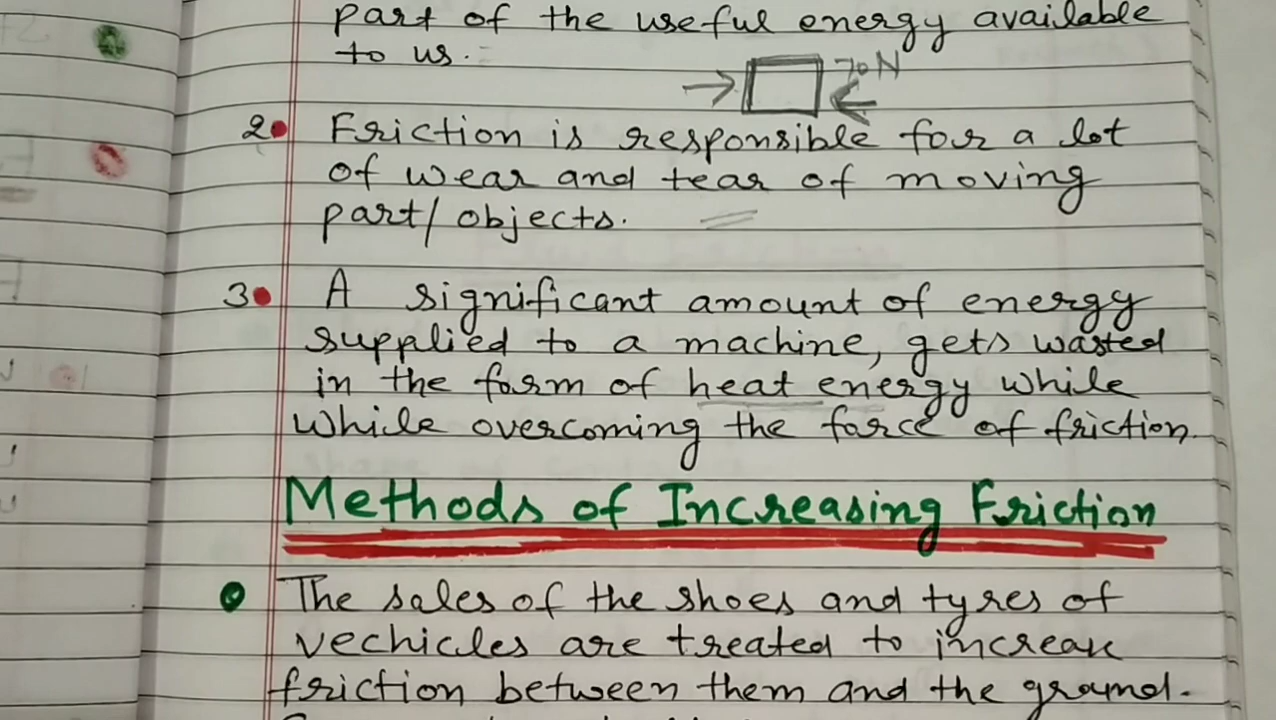 part of the useful energy available
to us.
70N
2. Friction is responsible for a lot
of wear and tear of moving
part/objects.
3. A significant amount of energy
supplied to a machine, gets wasted
in the form of heat energy while
while overcoming the force of friction.
Methods of Increasing Friction
The soles of the shoes and tyres of
vechicles are treated to increase
friction between them and the ground.